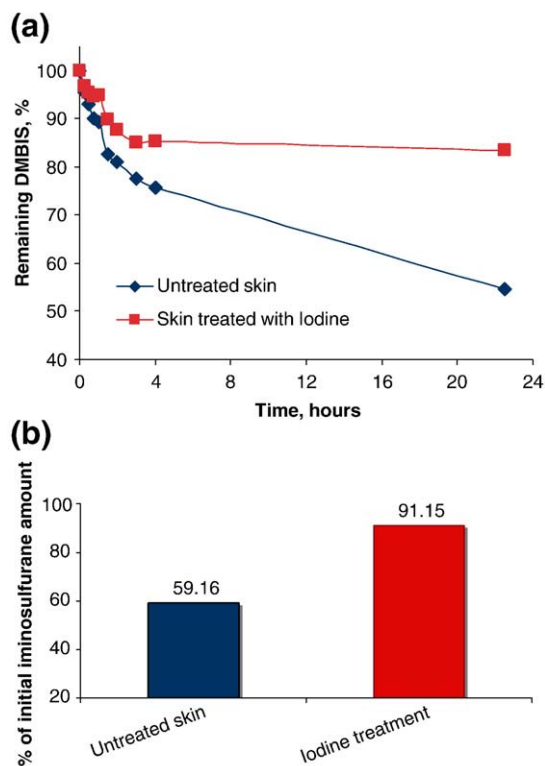 (a)
Remaining DMBIS, %
100
90
80
70
60
50
40
Untreated skin
Skin treated with Iodine
0 4 8 12 16 20 24
Time, hours
(b)
% of initial iminosulfurane amount
100
80
60
40
20
59.16
91.15
Untreated skin
Iodine treatment